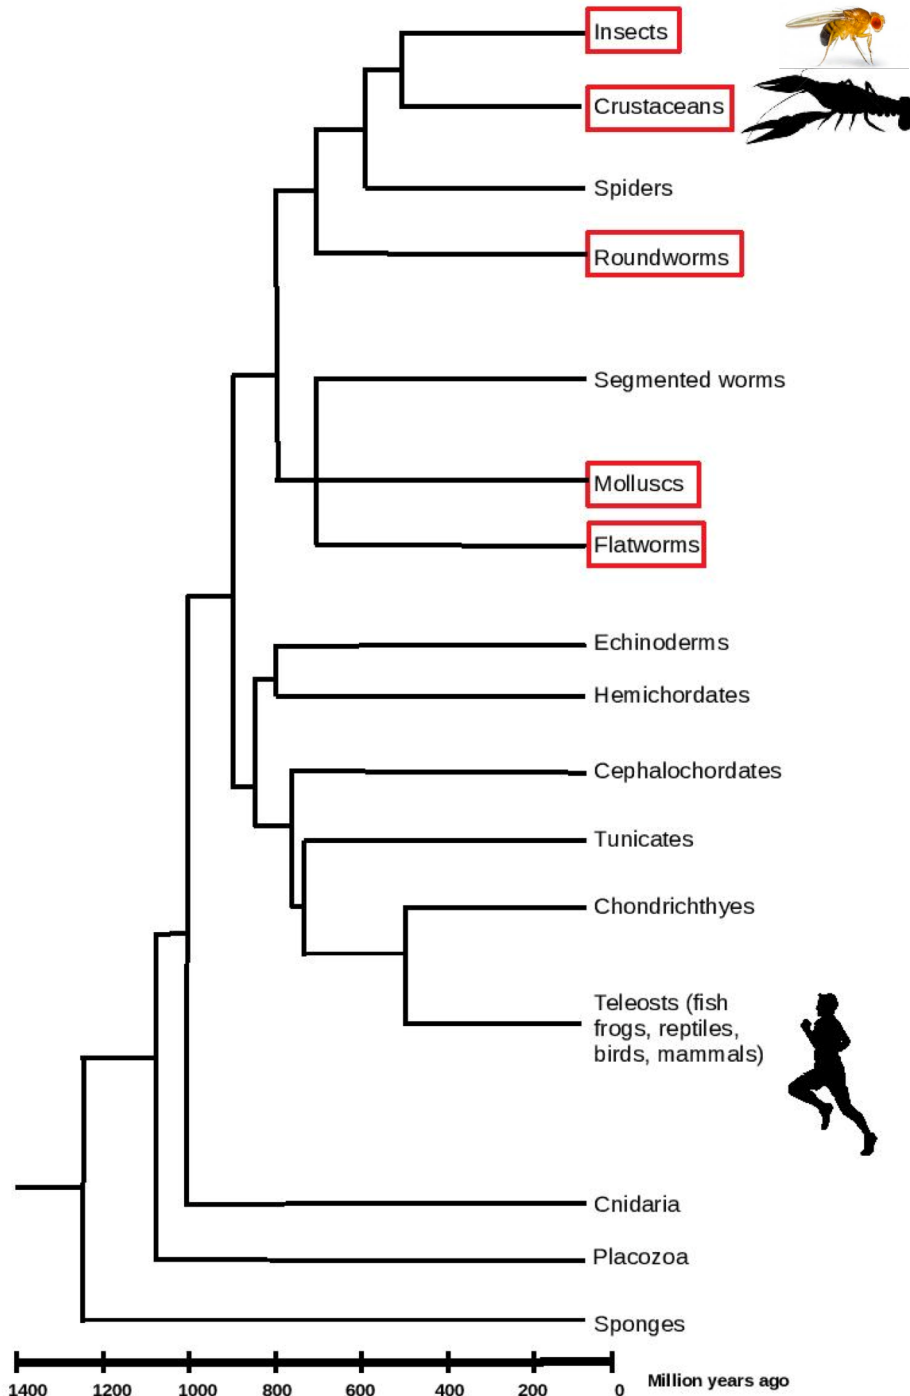 Insects
Crustaceans
Spiders
Roundworms
Segmented worms
Molluscs
Flatworms
Echinoderms
Hemichordates
Cephalochordates
Tunicates
Chondrichthyes
Teleosts (fish
frogs, reptiles,
birds, mammals)
Cnidaria
Placozoa
Sponges
1400 1200 1000 800 600 400 200 0 Million years ago